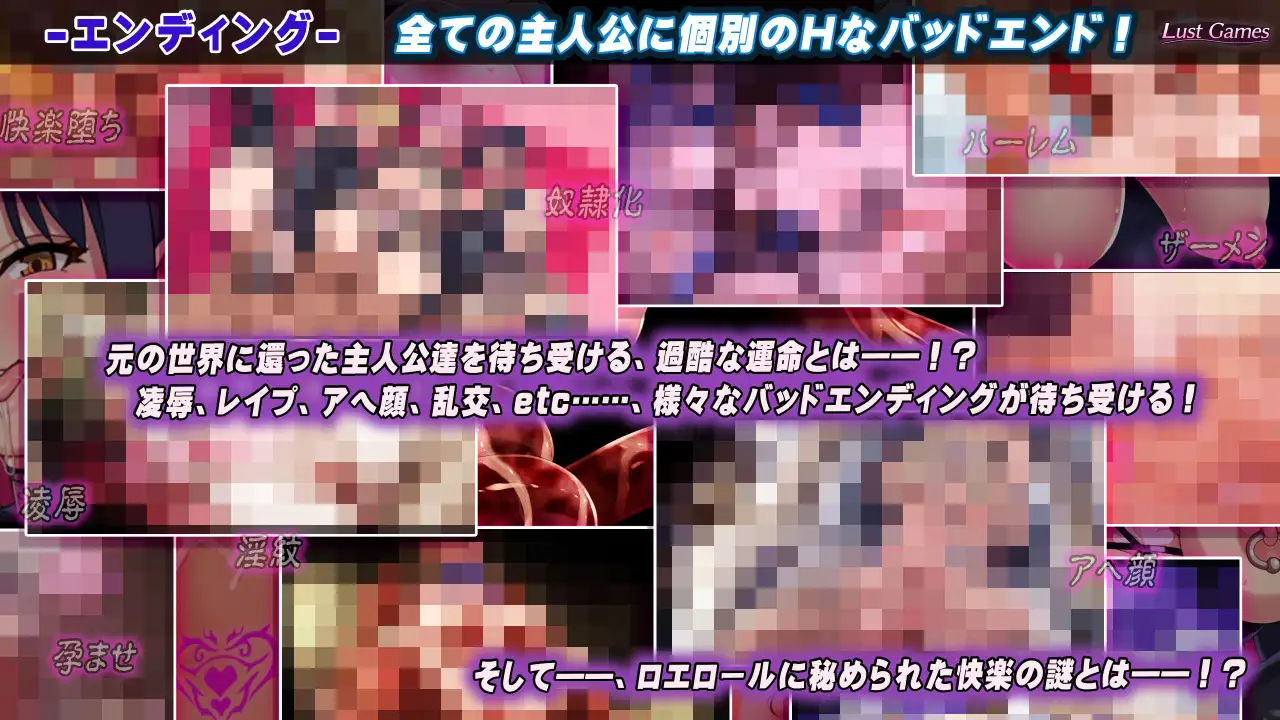 -エンディング-
全ての主人公に個別のHなバッドエンド！
Lust Games
快楽堕ち
ハーレム
奴隷化
ザーメン
元の世界に還った主人公達を待ち受ける、過酷な運命とは――！？
凌辱、レイプ、アヘ顔、乱交、etc……、様々なバッドエンディングが待ち受ける！
凌辱
淫紋
アヘ顔
孕ませ
そして――、ロエロールに秘められた快楽の謎とは――！？